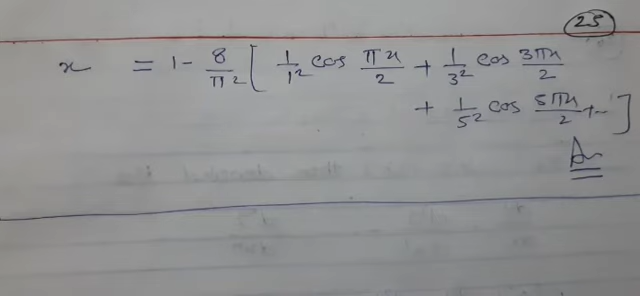 25
x = 1 - 8/π² [ 1/1² cos πx/2 + 1/3² cos 3πx/2
+ 1/5² cos 5πx/2 + ~ ]
An